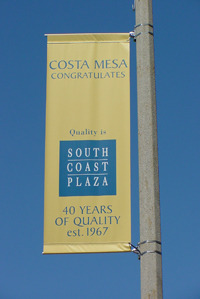 COSTA MESA
CONGRATULATES
Quality is
SOUTH
COAST
PLAZA
40 YEARS
OF QUALITY
est. 1967